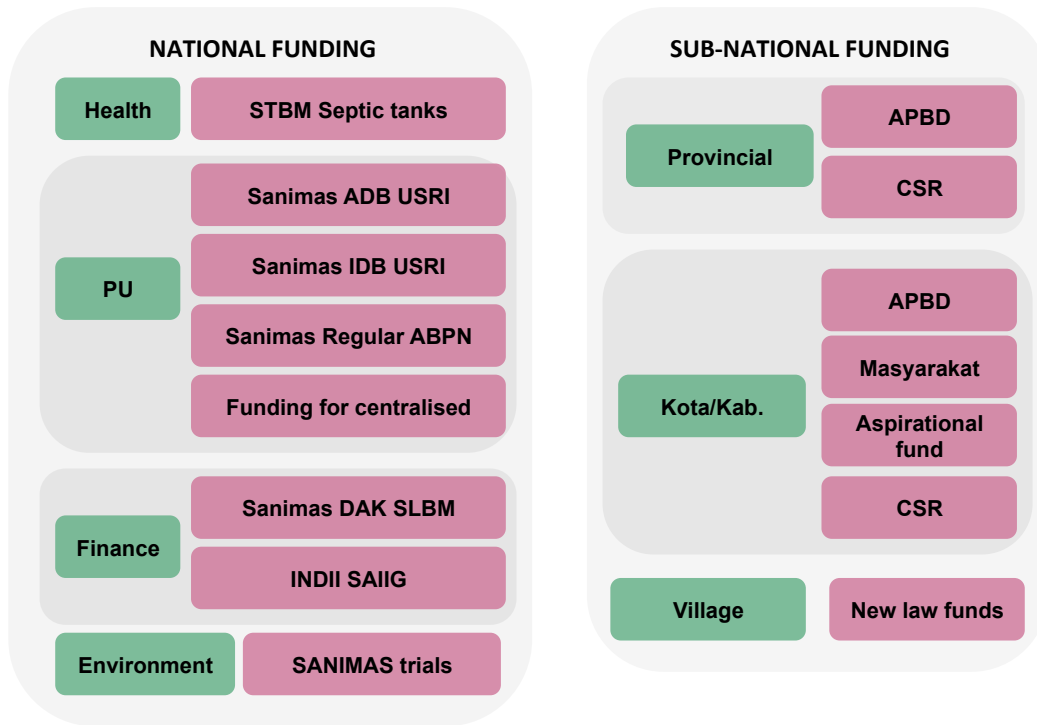 NATIONAL FUNDING
Health
STBM Septic tanks
PU
Sanimas ADB USRI
Sanimas IDB USRI
Sanimas Regular ABPN
Funding for centralised
Finance
Sanimas DAK SLBM
INDII SAIIG
Environment
SANIMAS trials
SUB-NATIONAL FUNDING
Provincial
APBD
CSR
Kota/Kab.
APBD
Masyarakat
Aspirational
fund
CSR
Village
New law funds